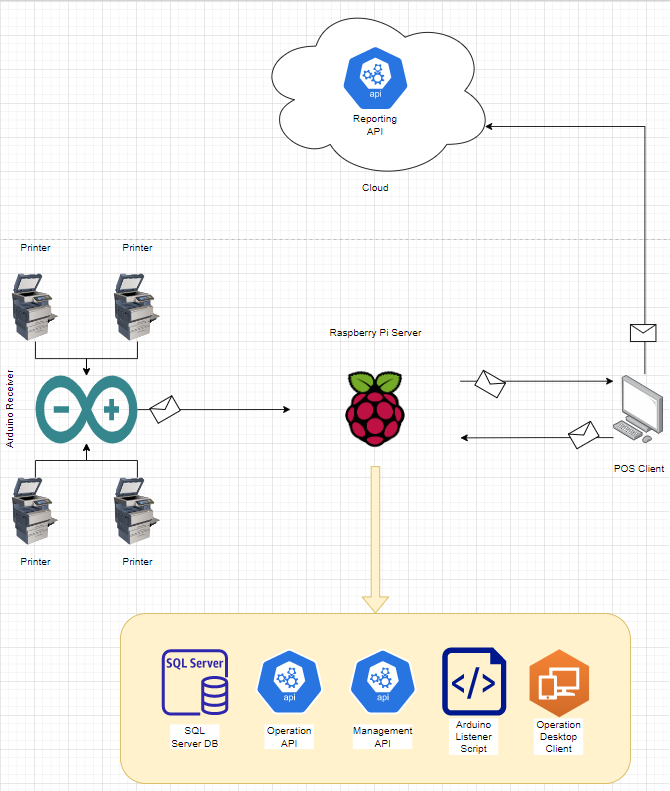 api
Reporting
API
Cloud
Printer
Printer
Raspberry Pi Server
Arduino Receiver
POS Client
Printer
Printer
SQL Server
api
api
</>
SQL
Server DB
Operation
API
Management
API
Arduino
Listener
Script
Operation
Desktop
Client